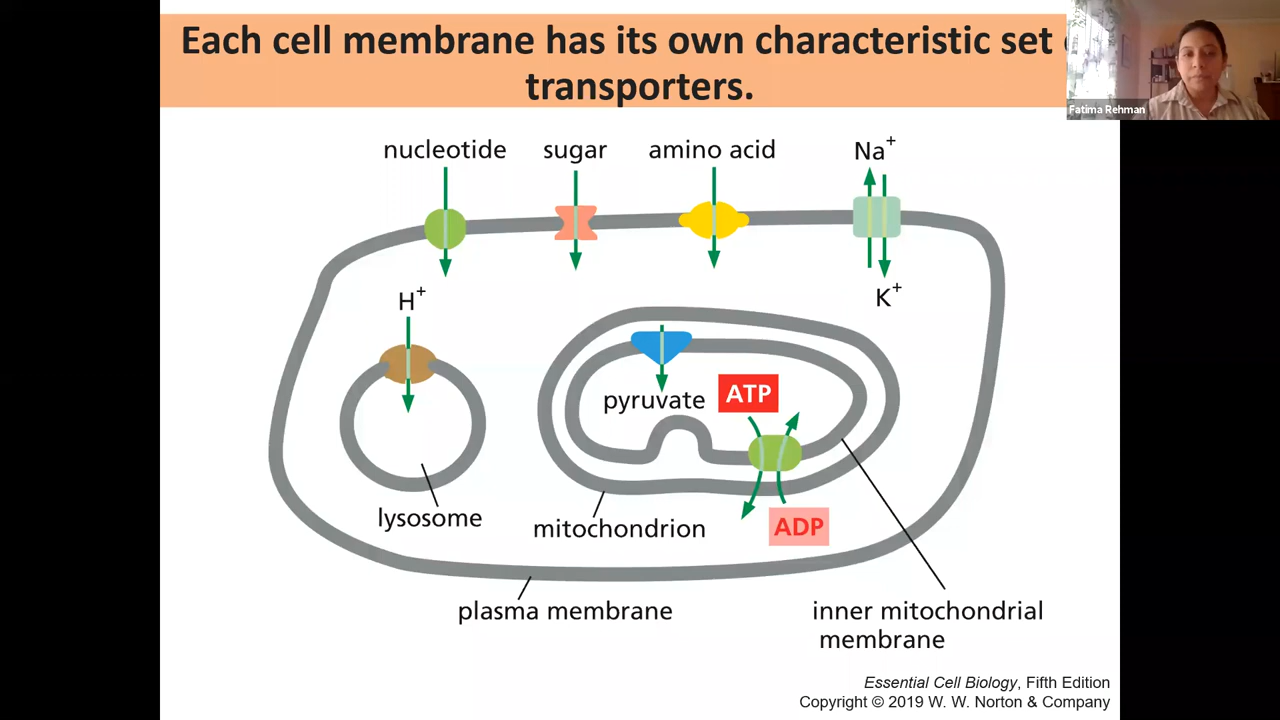 Each cell membrane has its own characteristic set
transporters.
Fatima Rehman
nucleotide sugar amino acid Na+
H+ K+
pyruvate ATP
lysosome mitochondrion ADP
plasma membrane inner mitochondrial
membrane
Essential Cell Biology, Fifth Edition
Copyright © 2019 W. W. Norton & Company